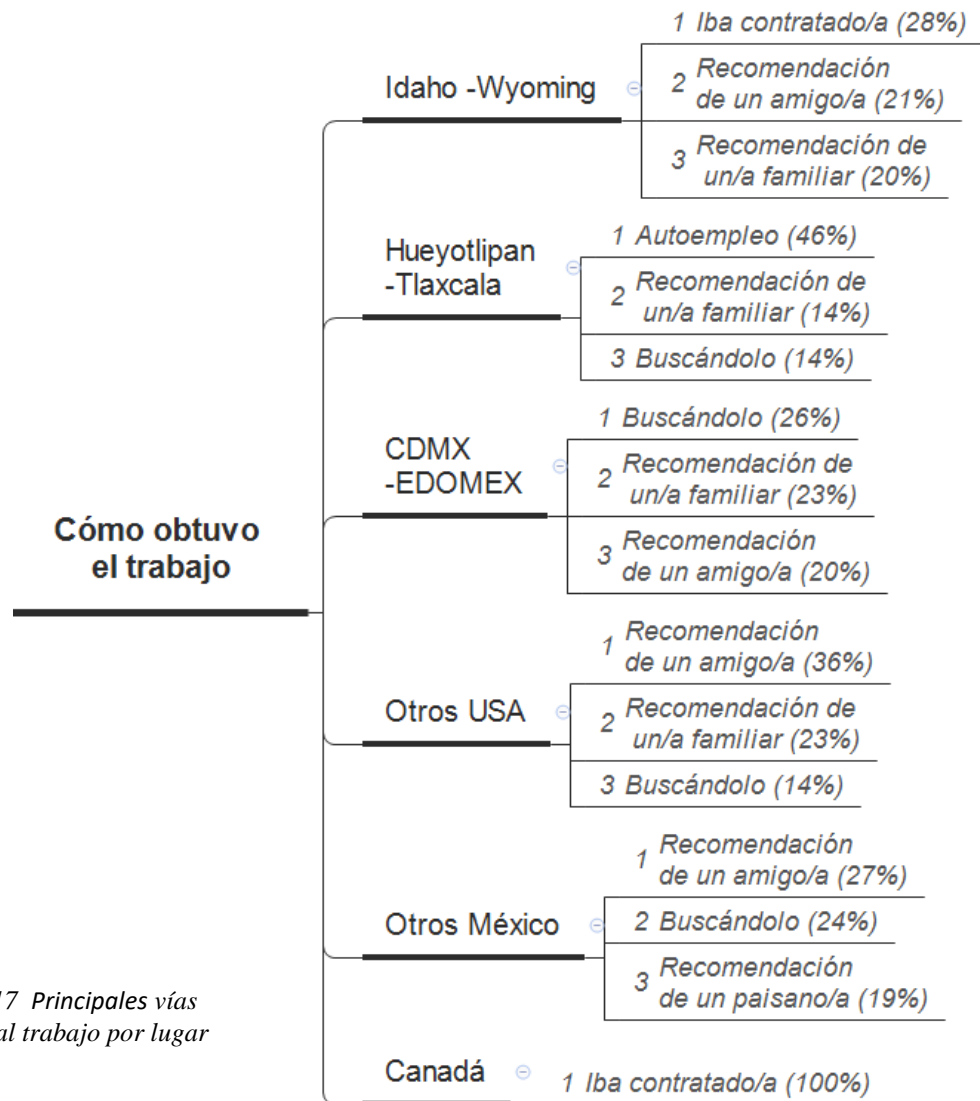 Cómo obtuvo
el trabajo
Idaho -Wyoming
1 Iba contratado/a (28%)
2 Recomendación
de un amigo/a (21%)
3 Recomendación de
un/a familiar (20%)
Hueyotlipan
-Tlaxcala
1 Autoempleo (46%)
2 Recomendación de
un/a familiar (14%)
3 Buscándolo (14%)
CDMX
-EDOMEX
1 Buscándolo (26%)
2 Recomendación de
un/a familiar (23%)
3 Recomendación
de un amigo/a (20%)
Otros USA
1 Recomendación
de un amigo/a (36%)
2 Recomendación de
un/a familiar (23%)
3 Buscándolo (14%)
Otros México
1 Recomendación
de un amigo/a (27%)
2 Buscándolo (24%)
3 Recomendación
de un paisano/a (19%)
Canadá
1 Iba contratado/a (100%)
17 Principales vías
al trabajo por lugar